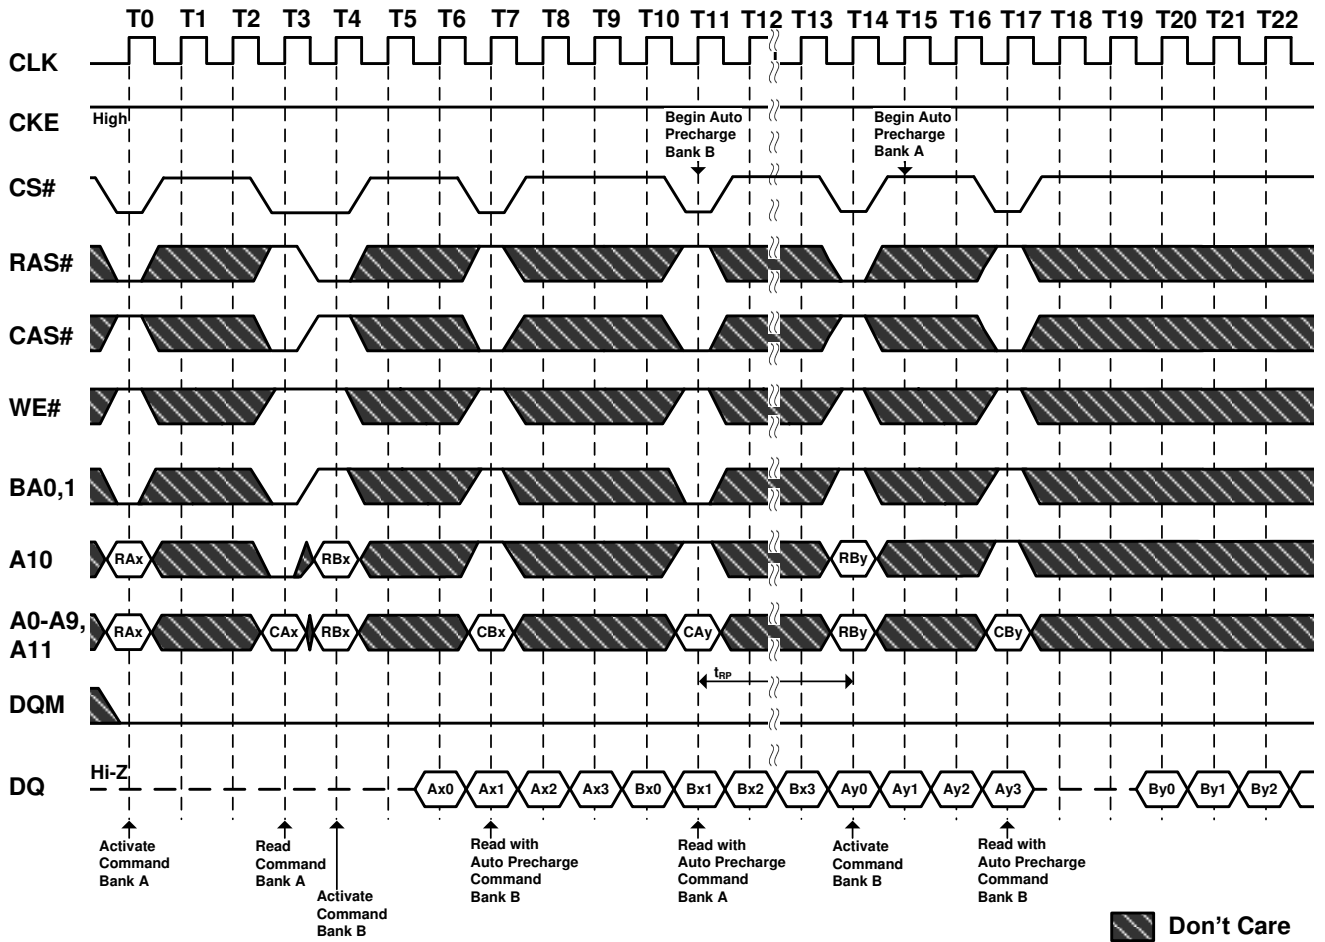 T0 T1 T2 T3 T4 T5 T6 T7 T8 T9 T10 T11 T12 T13 T14 T15 T16 T17 T18 T19 T20 T21 T22
CLK
CKE
High
Begin Auto
Precharge
Bank B
Begin Auto
Precharge
Bank A
CS#
RAS#
CAS#
WE#
BA0,1
A10
RAx RBx RBy
A0-A9,
A11
RAx CAx RBx CBx CAy RBy CBy
tRP
DQM
Hi-Z
DQ
Ax0 Ax1 Ax2 Ax3 Bx0 Bx1 Bx2 Bx3 Ay0 Ay1 Ay2 Ay3 By0 By1 By2
Activate
Command
Bank A
Read
Command
Bank A
Activate
Command
Bank B
Read with
Auto Precharge
Command
Bank B
Read with
Auto Precharge
Command
Bank A
Activate
Command
Bank B
Read with
Auto Precharge
Command
Bank B
Don't Care